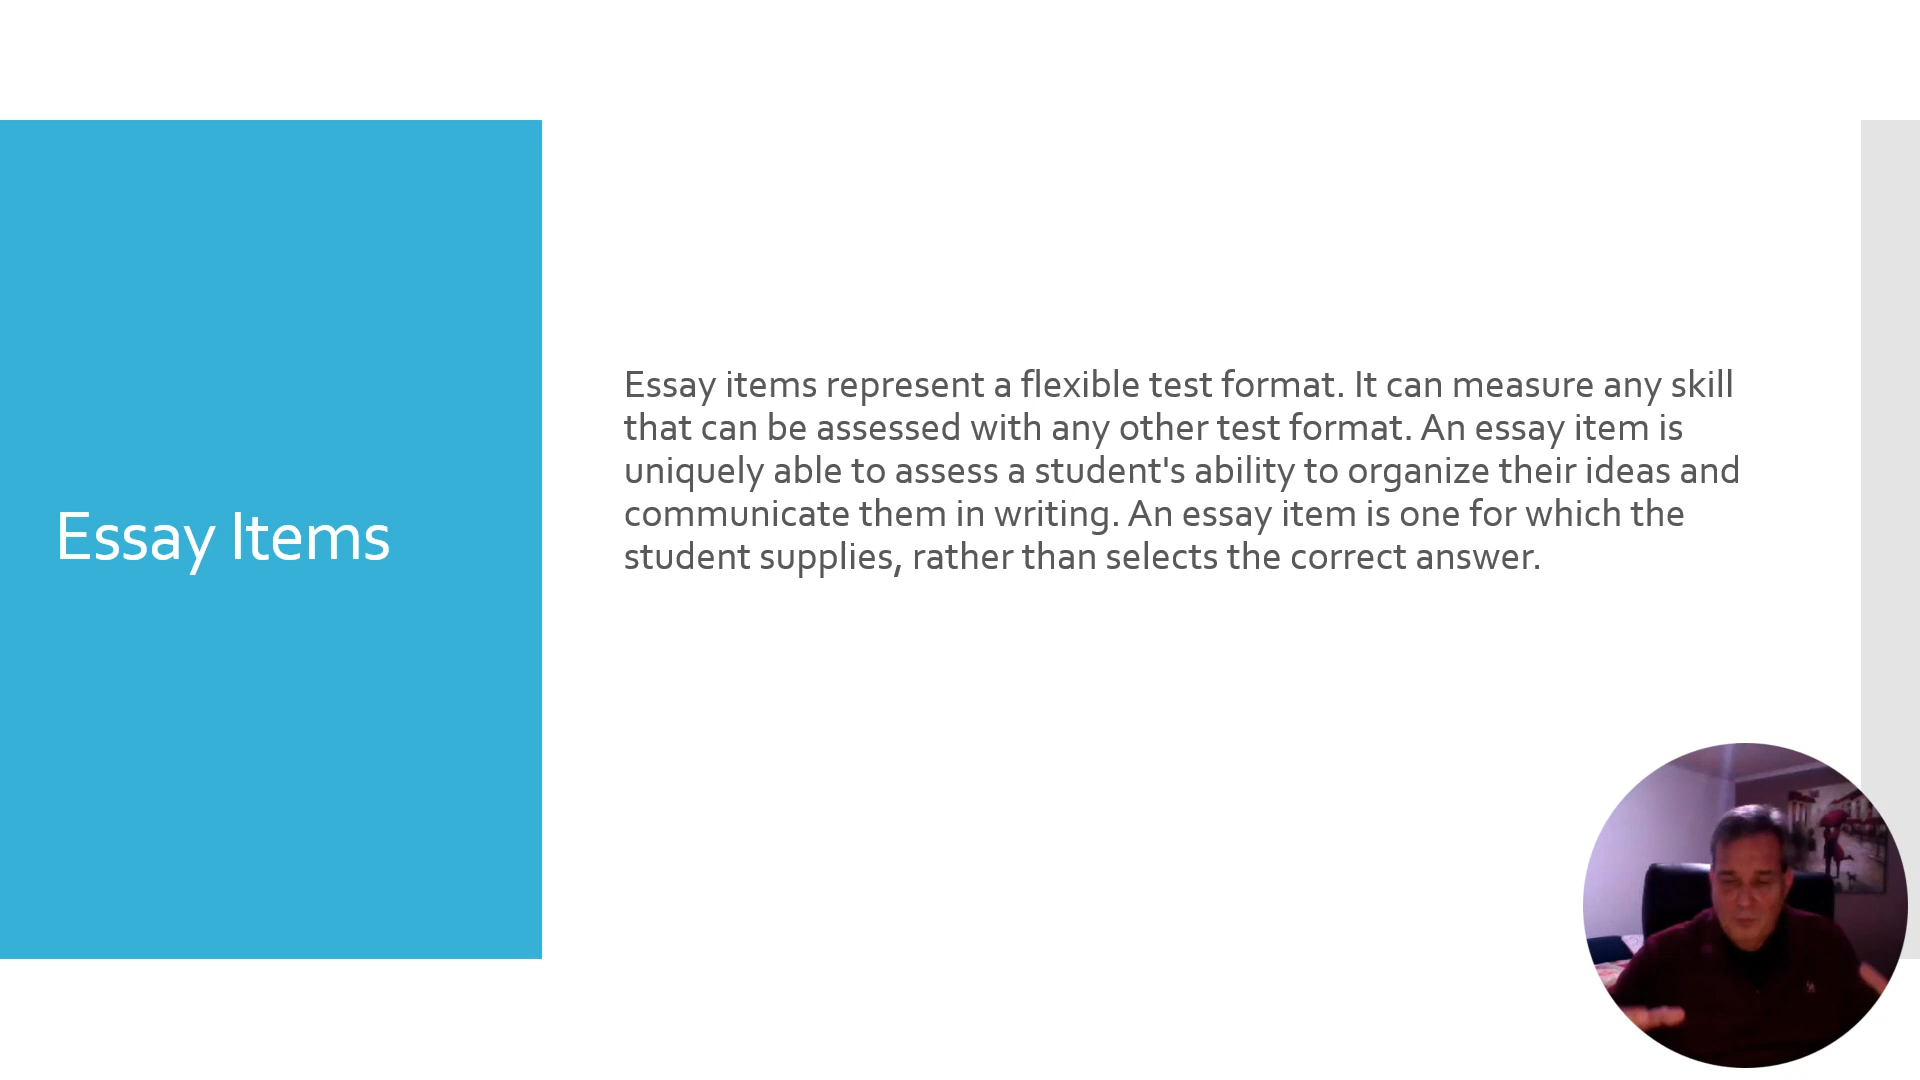 Essay Items
Essay items represent a flexible test format. It can measure any skill
that can be assessed with any other test format. An essay item is
uniquely able to assess a student's ability to organize their ideas and
communicate them in writing. An essay item is one for which the
student supplies, rather than selects the correct answer.